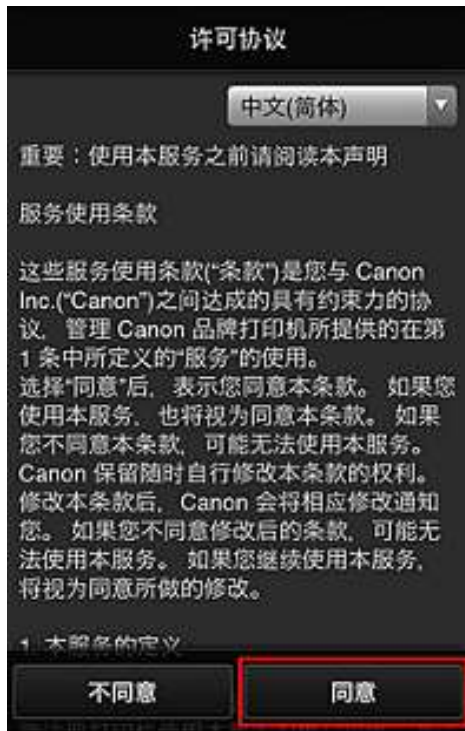 许可协议
中文(简体)
重要：使用本服务之前请阅读本声明
服务使用条款
这些服务使用条款(“条款”)是您与 Canon
Inc.(“Canon”)之间达成的具有约束力的协
议，管理 Canon 品牌打印机所提供的在第
1 条中所定义的“服务”的使用。
选择“同意”后，表示您同意本条款。 如果您
使用本服务，也将视为同意本条款。 如果
您不同意本条款，可能无法使用本服务。
Canon 保留随时自行修改本条款的权利。
修改本条款后，Canon 会将相应修改通知
您。 如果您不同意修改后的条款，可能无
法使用本服务。 如果您继续使用本服务，
将视为同意所做的修改。
1. 本服务的定义
不同意
同意